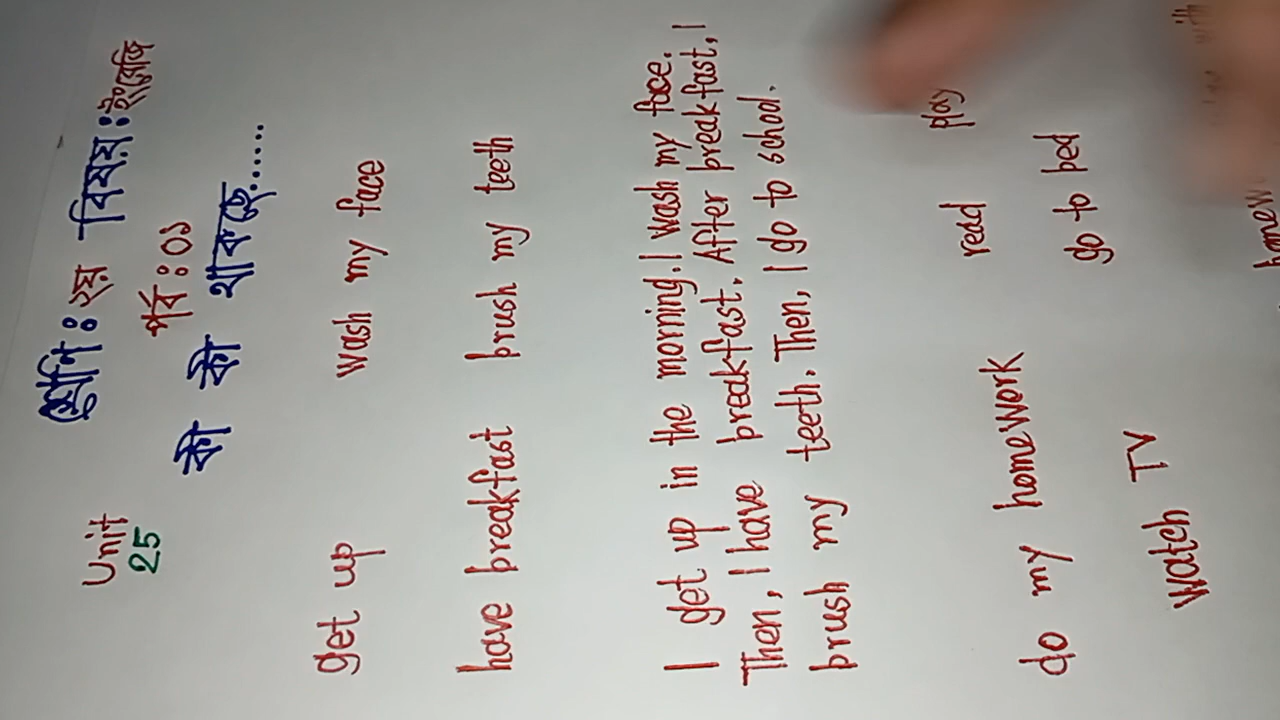 Unit 25 শ্রেণি : ২য় বিষয় : ইংরেজি
পর্ব : ০১
কী কী থাকছে......
get up wash my face
have breakfast brush my teeth
I get up in the morning. I wash my face.
Then, I have breakfast. After breakfast, I
brush my teeth. Then, I go to school.
do my homework read play
watch TV go to bed